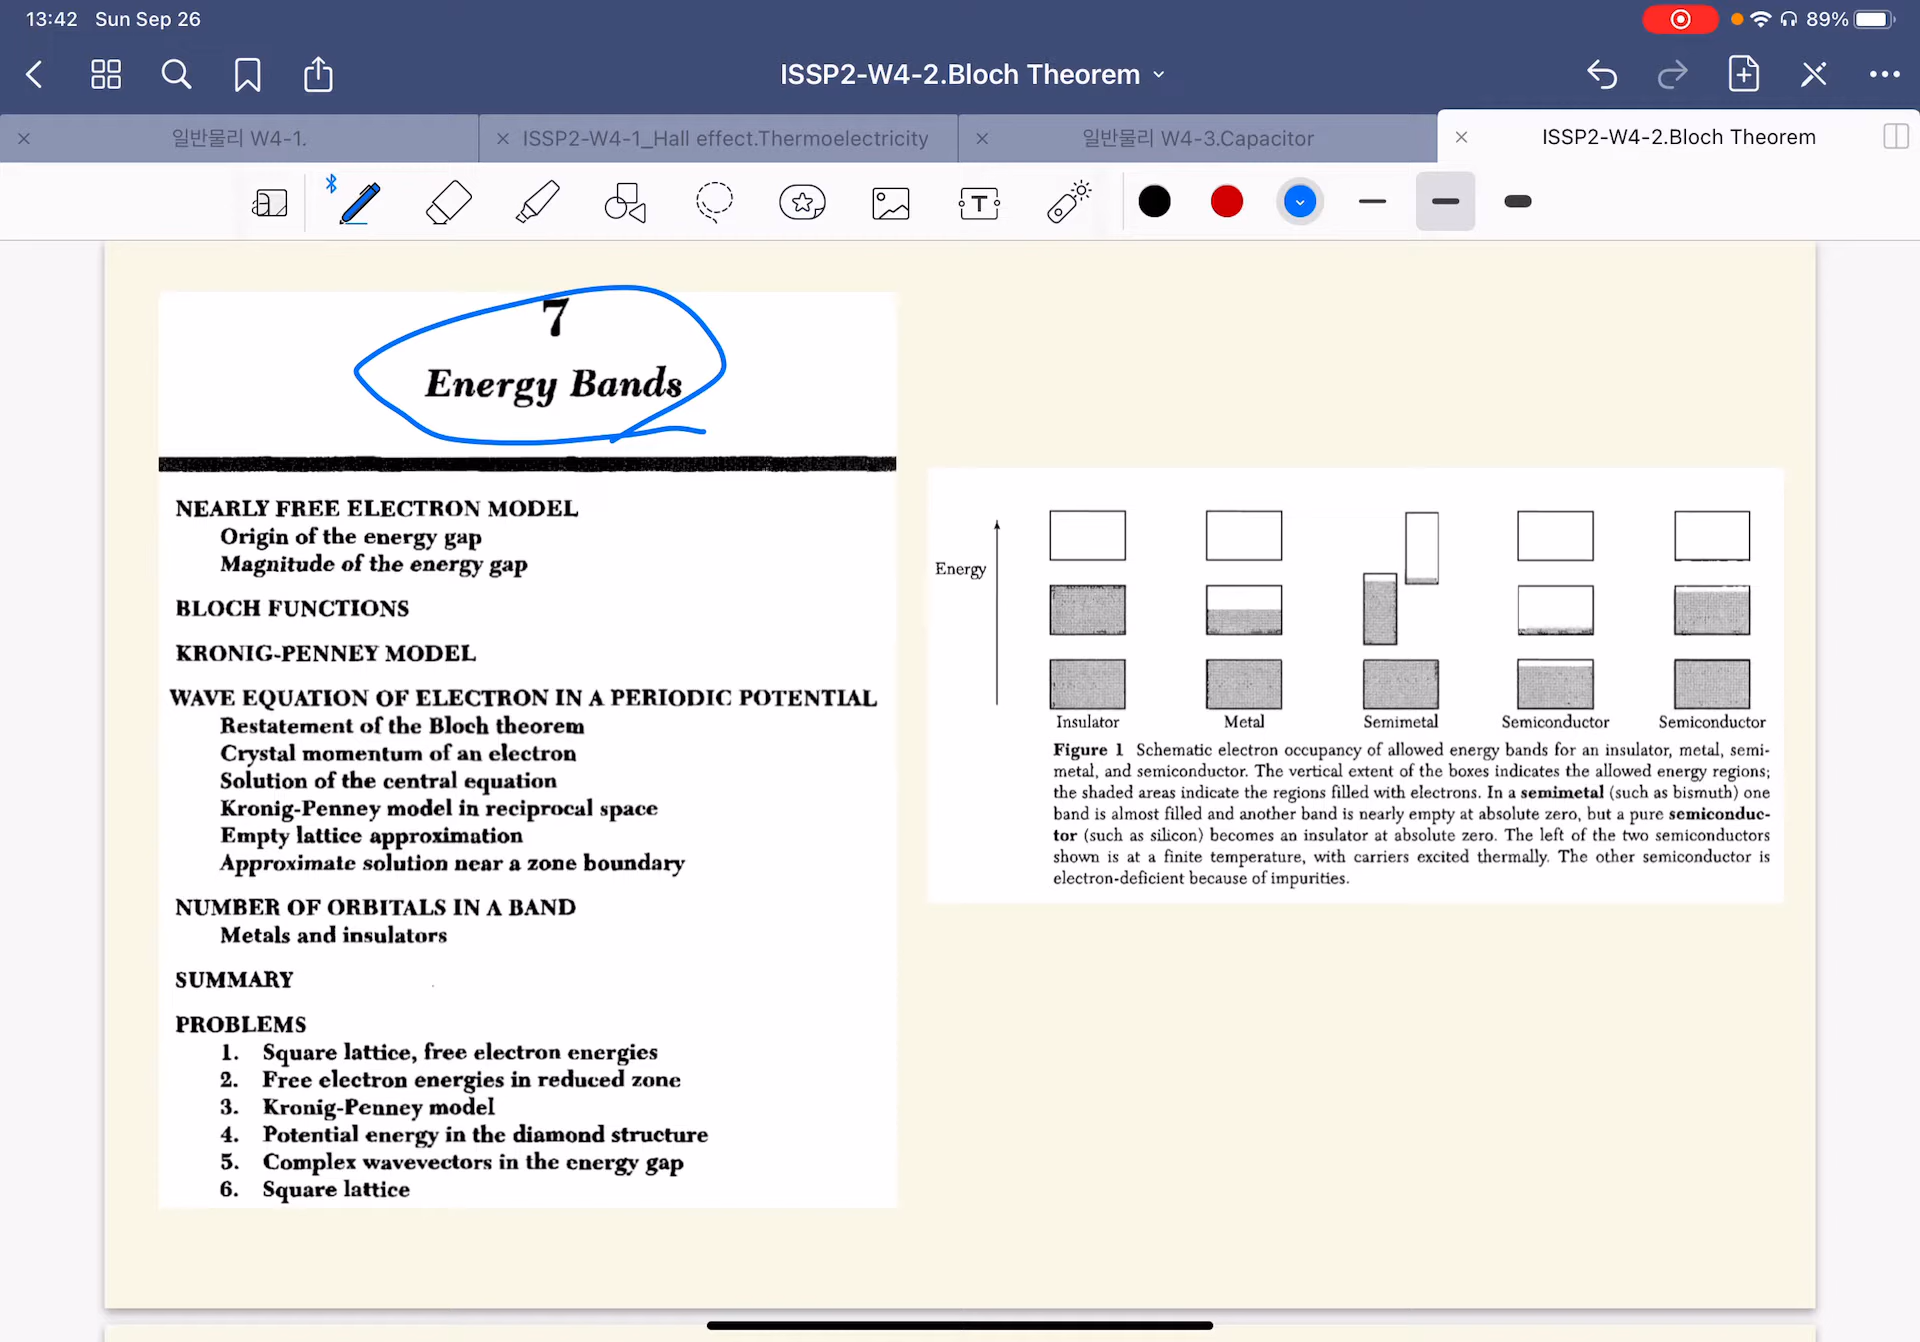 13:42 Sun Sep 26
89%
ISSP2-W4-2.Bloch Theorem
일반물리 W4-1.
ISSP2-W4-1_Hall effect.Thermoelectricity
일반물리 W4-3.Capacitor
ISSP2-W4-2.Bloch Theorem
T
7
Energy Bands
NEARLY FREE ELECTRON MODEL
Origin of the energy gap
Magnitude of the energy gap
BLOCH FUNCTIONS
KRONIG-PENNEY MODEL
WAVE EQUATION OF ELECTRON IN A PERIODIC POTENTIAL
Restatement of the Bloch theorem
Crystal momentum of an electron
Solution of the central equation
Kronig-Penney model in reciprocal space
Empty lattice approximation
Approximate solution near a zone boundary
NUMBER OF ORBITALS IN A BAND
Metals and insulators
SUMMARY
PROBLEMS
1. Square lattice, free electron energies
2. Free electron energies in reduced zone
3. Kronig-Penney model
4. Potential energy in the diamond structure
5. Complex wavevectors in the energy gap
6. Square lattice
Energy
Insulator Metal Semimetal Semiconductor Semiconductor
Figure 1 Schematic electron occupancy of allowed energy bands for an insulator, metal, semi-
metal, and semiconductor. The vertical extent of the boxes indicates the allowed energy regions;
the shaded areas indicate the regions filled with electrons. In a semimetal (such as bismuth) one
band is almost filled and another band is nearly empty at absolute zero, but a pure semiconduc-
tor (such as silicon) becomes an insulator at absolute zero. The left of the two semiconductors
shown is at a finite temperature, with carriers excited thermally. The other semiconductor is
electron-deficient because of impurities.